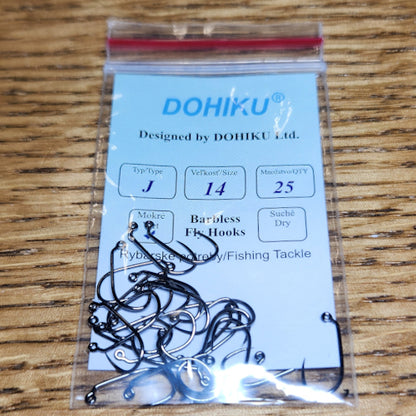 DOHIKU®
Designed by DOHIKU Ltd.
Typ/Type Veľkosť/Size Množstvo/QTY
J 14 25
Mokré Barbless Suché
Fly Hooks Dry
Rybárske potreby/Fishing Tackle